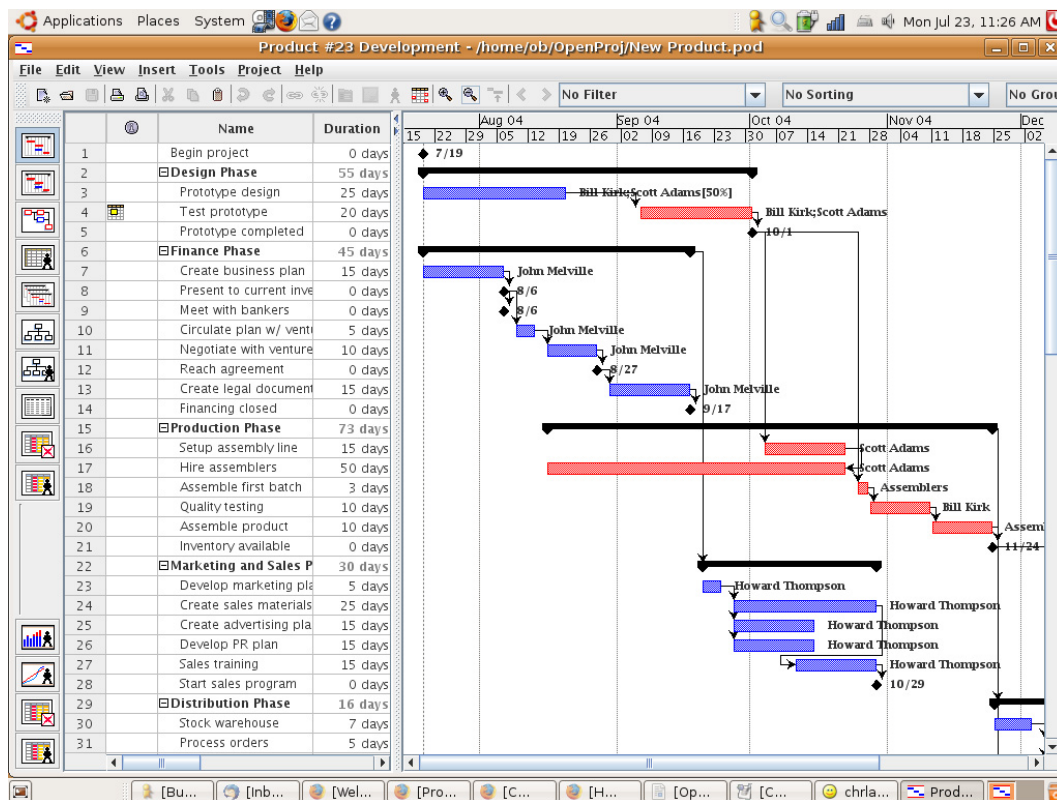 Applications Places System Mon Jul 23, 11:26 AM
Product #23 Development - /home/ob/OpenProj/New Product.pod
File Edit View Insert Tools Project Help
No Filter No Sorting No Grou
Name Duration
Aug 04 Sep 04 Oct 04 Nov 04 Dec
15 22 29 05 12 19 26 02 09 16 23 30 07 14 21 28 04 11 18 25 02
1 Begin project 0 days 7/19
2 Design Phase 55 days
3 Prototype design 25 days Bill Kirk;Scott Adams[50%]
4 Test prototype 20 days Bill Kirk;Scott Adams
5 Prototype completed 0 days 10/1
6 Finance Phase 45 days
7 Create business plan 15 days John Melville
8 Present to current inve 0 days 8/6
9 Meet with bankers 0 days 8/6
10 Circulate plan w/ vent 5 days John Melville
11 Negotiate with venture 10 days John Melville
12 Reach agreement 0 days 8/27
13 Create legal document 15 days John Melville
14 Financing closed 0 days 9/17
15 Production Phase 73 days
16 Setup assembly line 15 days Scott Adams
17 Hire assemblers 50 days Scott Adams
18 Assemble first batch 3 days Assemblers
19 Quality testing 10 days Bill Kirk
20 Assemble product 10 days Assem
21 Inventory available 0 days 11/24
22 Marketing and Sales P 30 days
23 Develop marketing pla 5 days Howard Thompson
24 Create sales materials 25 days Howard Thompson
25 Create advertising pla 15 days Howard Thompson
26 Develop PR plan 15 days Howard Thompson
27 Sales training 15 days Howard Thompson
28 Start sales program 0 days 10/29
29 Distribution Phase 16 days
30 Stock warehouse 7 days
31 Process orders 5 days
[Bu... [Inb... [Wel... [Pro... [C... [H... [Op... [C... chrla... Prod...